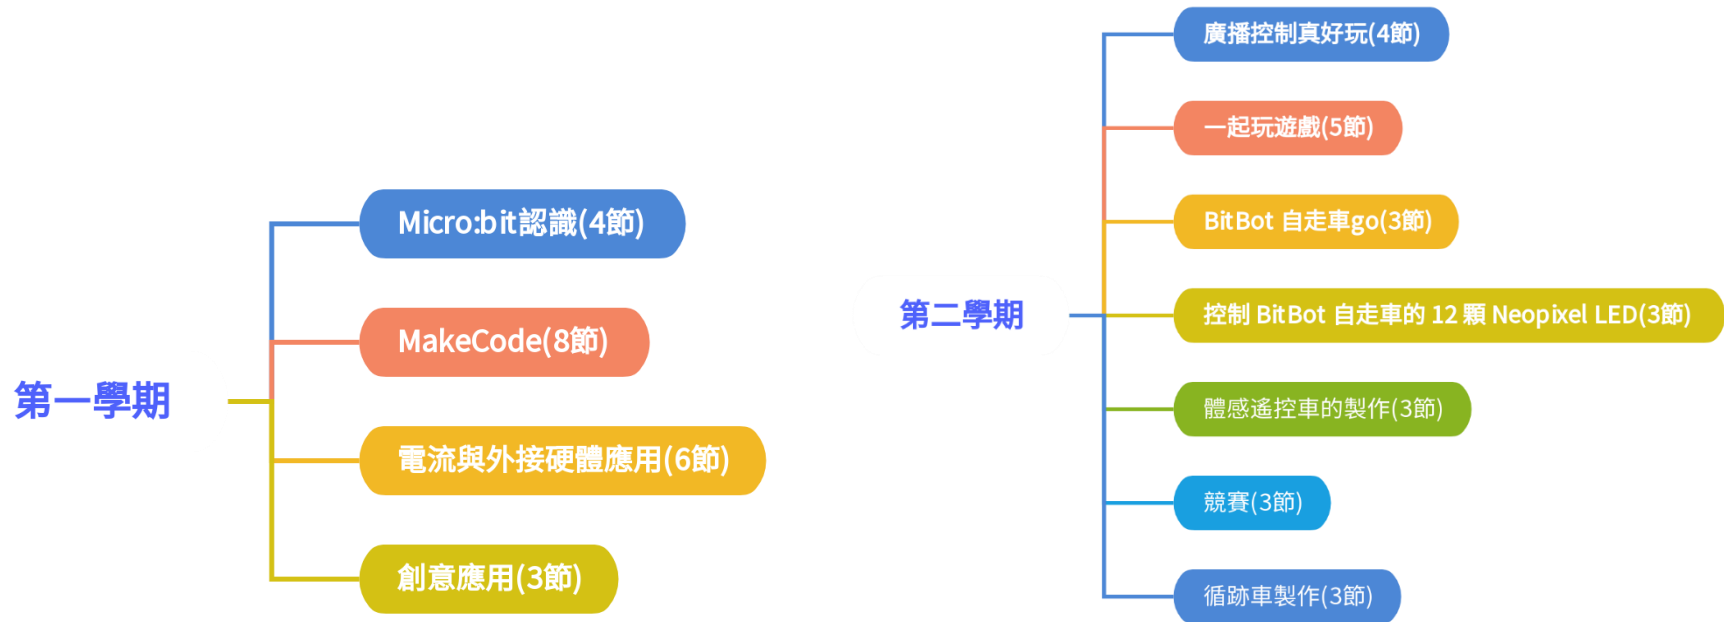 第一學期
Micro:bit認識(4節)
MakeCode(8節)
電流與外接硬體應用(6節)
創意應用(3節)
第二學期
廣播控制真好玩(4節)
一起玩遊戲(5節)
BitBot 自走車go(3節)
控制 BitBot 自走車的 12 顆 Neopixel LED(3節)
體感遙控車的製作(3節)
競賽(3節)
循跡車製作(3節)